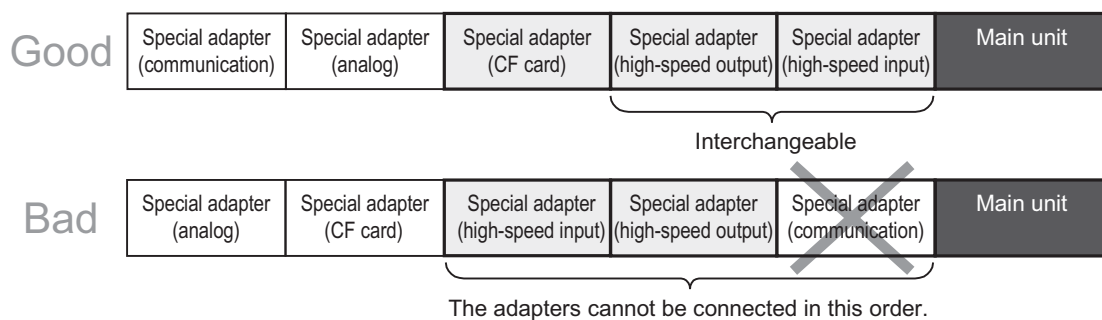 Good
Special adapter
(communication)
Special adapter
(analog)
Special adapter
(CF card)
Special adapter
(high-speed output)
Special adapter
(high-speed input)
Main unit
Interchangeable
Bad
Special adapter
(analog)
Special adapter
(CF card)
Special adapter
(high-speed input)
Special adapter
(high-speed output)
Special adapter
(communication)
Main unit
The adapters cannot be connected in this order.